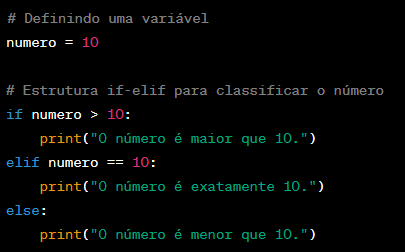 # Definindo uma variável
numero = 10
# Estrutura if-elif para classificar o número
if numero > 10:
    print("O número é maior que 10.")
elif numero == 10:
    print("O número é exatamente 10.")
else:
    print("O número é menor que 10.")